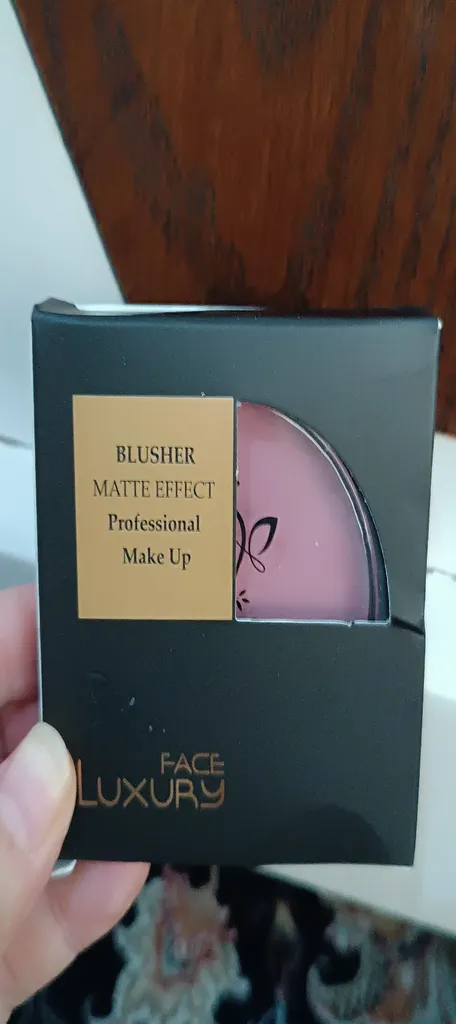 BLUSHER
MATTE EFFECT
Professional
Make Up
FACE
LUXURY